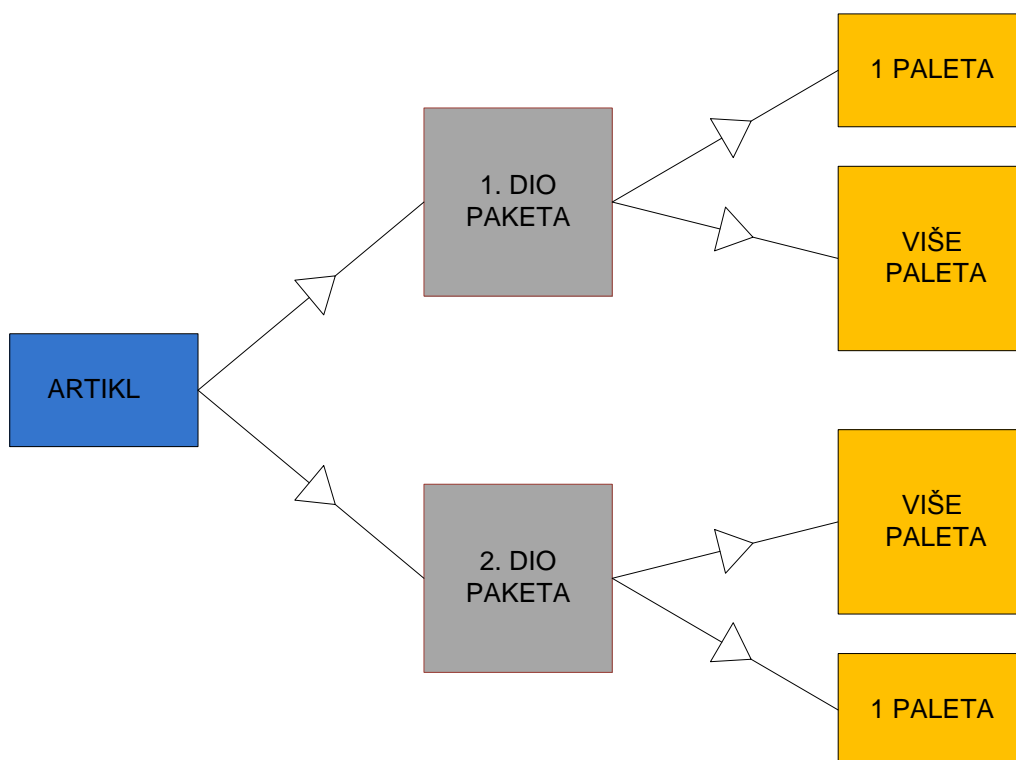 1 PALETA
1. DIO
PAKETA
VIŠE
PALETA
ARTIKL
VIŠE
PALETA
2. DIO
PAKETA
1 PALETA